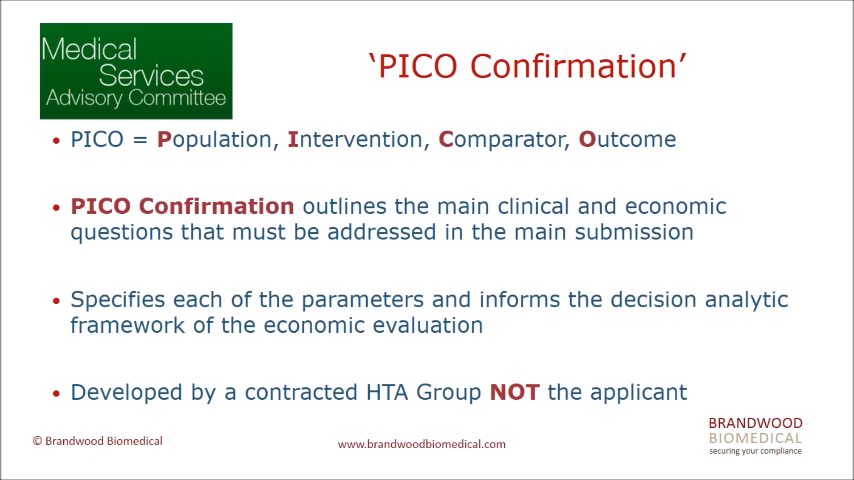 Medical
Services
Advisory Committee
‘PICO Confirmation’
• PICO = Population, Intervention, Comparator, Outcome
• PICO Confirmation outlines the main clinical and economic
questions that must be addressed in the main submission
• Specifies each of the parameters and informs the decision analytic
framework of the economic evaluation
• Developed by a contracted HTA Group NOT the applicant
© Brandwood Biomedical
www.brandwoodbiomedical.com
BRANDWOOD
BIOMEDICAL
securing your compliance